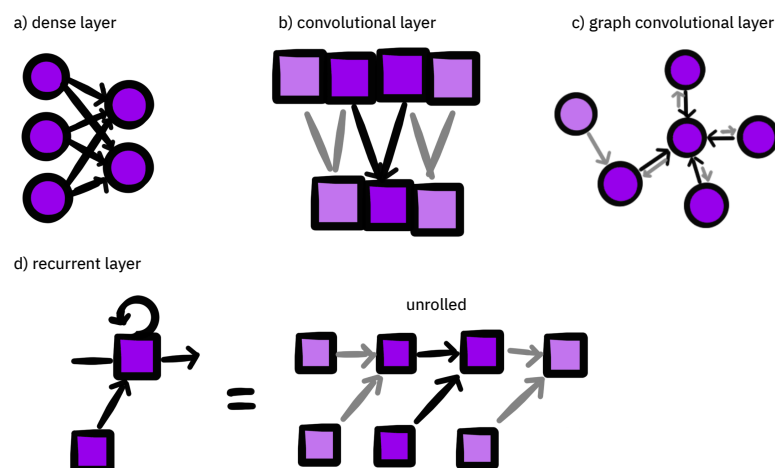 a) dense layer
b) convolutional layer
c) graph convolutional layer
d) recurrent layer
unrolled
=